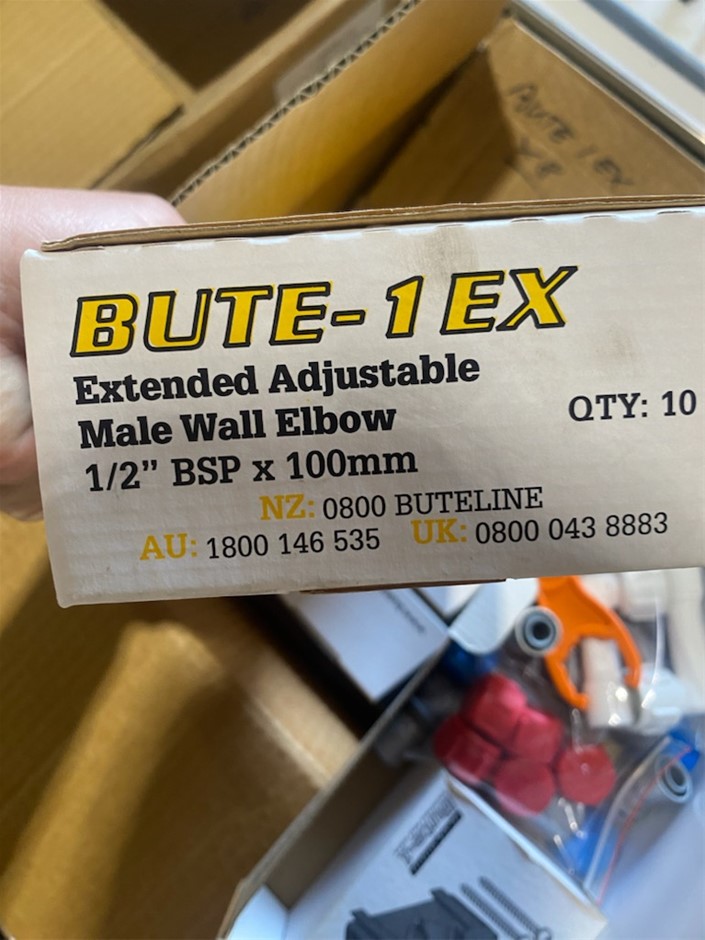 BUTE 1 EX
BUTE-1EX
Extended Adjustable
Male Wall Elbow
QTY: 10
1/2” BSP x 100mm
NZ: 0800 BUTELINE
AU: 1800 146 535 UK: 0800 043 8883